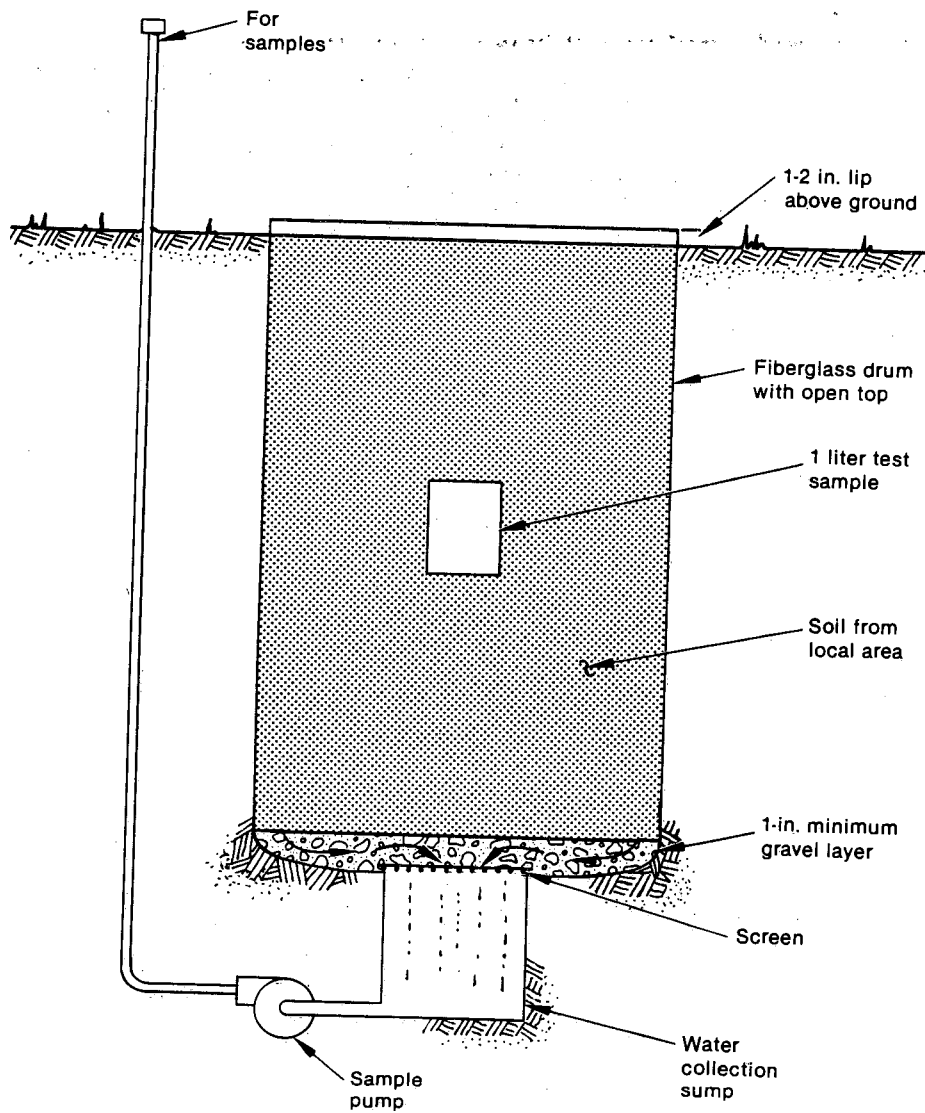 For
samples
1-2 in. lip
above ground
Fiberglass drum
with open top
1 liter test
sample
Soil from
local area
1-in. minimum
gravel layer
Screen
Water
collection
sump
Sample
pump